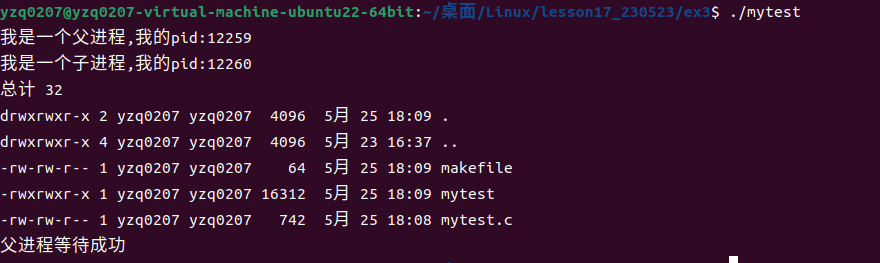 yzq0207@yzq0207-virtual-machine-ubuntu22-64bit:~/桌面/Linux/lesson17_230523/ex3$ ./mytest
我是一个父进程,我的pid:12259
我是一个子进程,我的pid:12260
总计 32
drwxrwxr-x 2 yzq0207 yzq0207  4096  5月 25 18:09 .
drwxrwxr-x 4 yzq0207 yzq0207  4096  5月 23 16:37 ..
-rw-rw-r-- 1 yzq0207 yzq0207    64  5月 25 18:09 makefile
-rwxrwxr-x 1 yzq0207 yzq0207 16312  5月 25 18:09 mytest
-rw-rw-r-- 1 yzq0207 yzq0207   742  5月 25 18:08 mytest.c
父进程等待成功